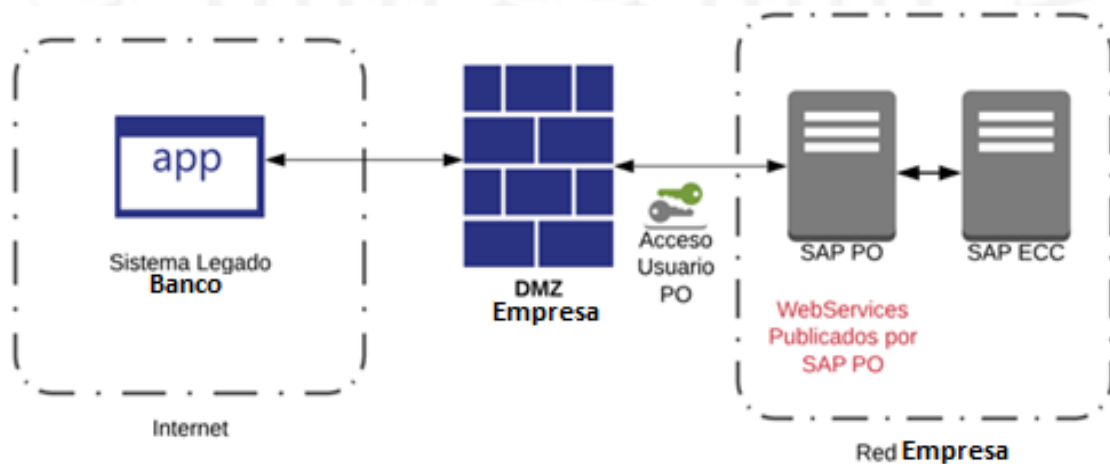 app
Sistema Legado
Banco
Internet
DMZ
Empresa
Acceso
Usuario
PO
SAP PO
SAP ECC
WebServices
Publicados por
SAP PO
Red Empresa